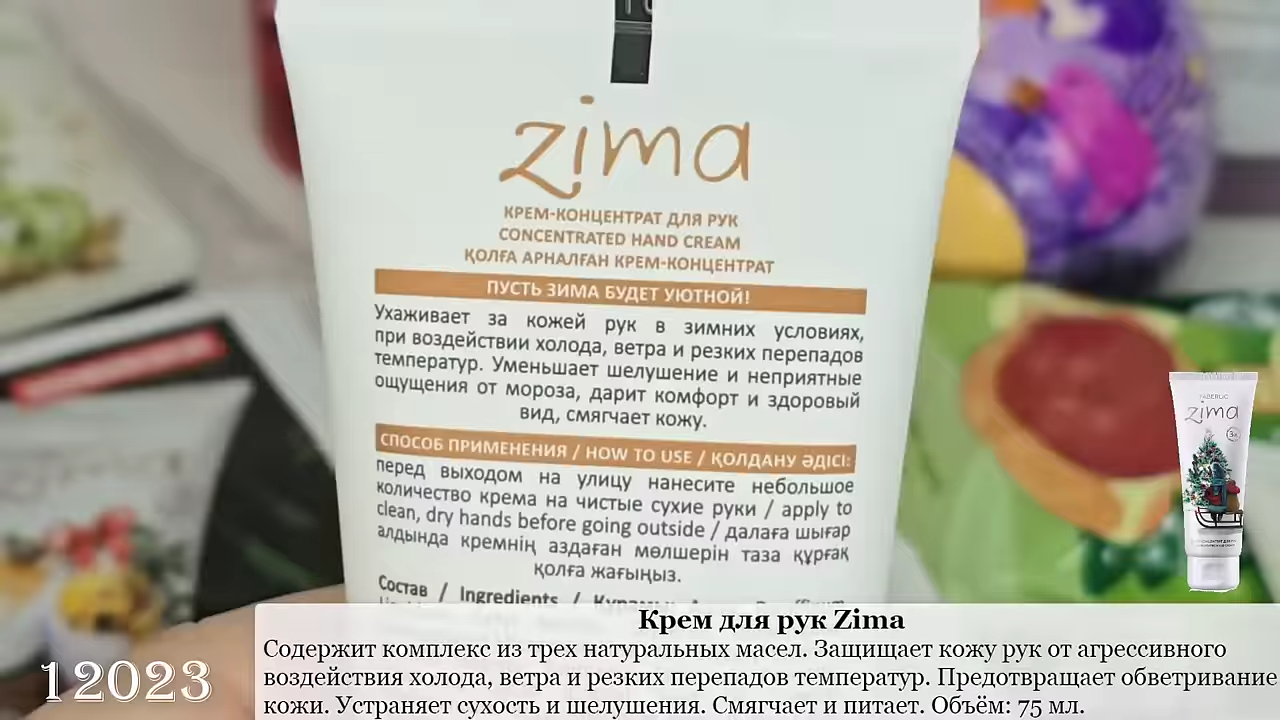 zima
КРЕМ-КОНЦЕНТРАТ ДЛЯ РУК
CONCENTRATED HAND CREAM
ҚОЛҒА АРНАЛҒАН КРЕМ-КОНЦЕНТРАТ
ПУСТЬ ЗИМА БУДЕТ УЮТНОЙ!
Ухаживает за кожей рук в зимних условиях,
при воздействии холода, ветра и резких перепадов
температур. Уменьшает шелушение и неприятные
ощущения от мороза, дарит комфорт и здоровый
вид, смягчает кожу.
СПОСОБ ПРИМЕНЕНИЯ / HOW TO USE / ҚОЛДАНУ ӘДІСІ:
перед выходом на улицу нанесите небольшое
количество крема на чистые сухие руки / apply to
clean, dry hands before going outside / далаға шығар
алдында кремнің аздаған мөлшерін таза құрғақ
қолға жағыңыз.
Состав / Ingredients /
FABERLIC
zima
Крем для рук Zima
Содержит комплекс из трех натуральных масел. Защищает кожу рук от агрессивного
воздействия холода, ветра и резких перепадов температур. Предотвращает обветривание
кожи. Устраняет сухость и шелушения. Смягчает и питает. Объём: 75 мл.
12023